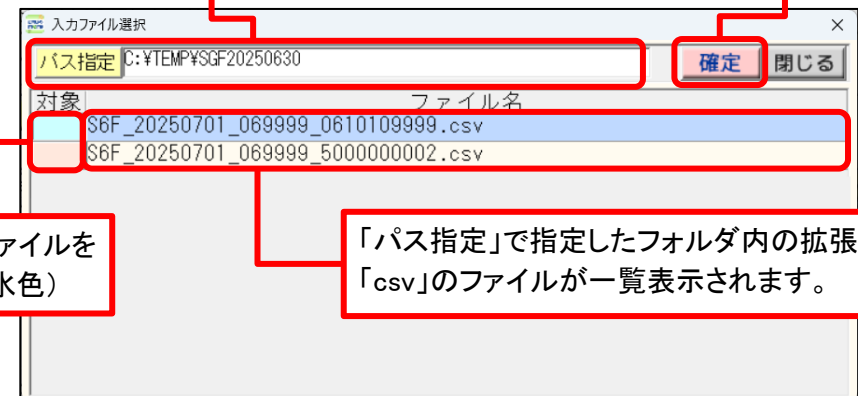 入力ファイル選択
パス指定 C:¥TEMP¥SGF20250630 確定 閉じる
対象 ファイル名
S6F_20250701_069999_0610109999.csv
S6F_20250701_069999_5000000002.csv
ァイルを
水色）
「パス指定」で指定したフォルダ内の拡張
「csv」のファイルが一覧表示されます。